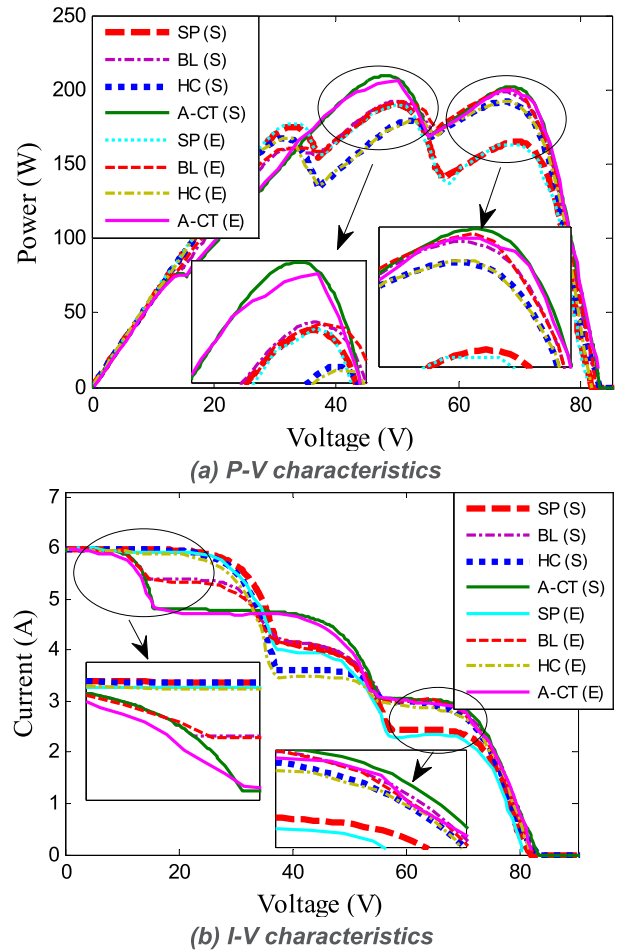 250
200
150
100
50
0
Power (W)
SP (S)
BL (S)
HC (S)
A-CT (S)
SP (E)
BL (E)
HC (E)
A-CT (E)
0 20 40 60 80
Voltage (V)
(a) P-V characteristics
7
6
5
4
3
2
1
0
Current (A)
SP (S)
BL (S)
HC (S)
A-CT (S)
SP (E)
BL (E)
HC (E)
A-CT (E)
0 20 40 60 80
Voltage (V)
(b) I-V characteristics